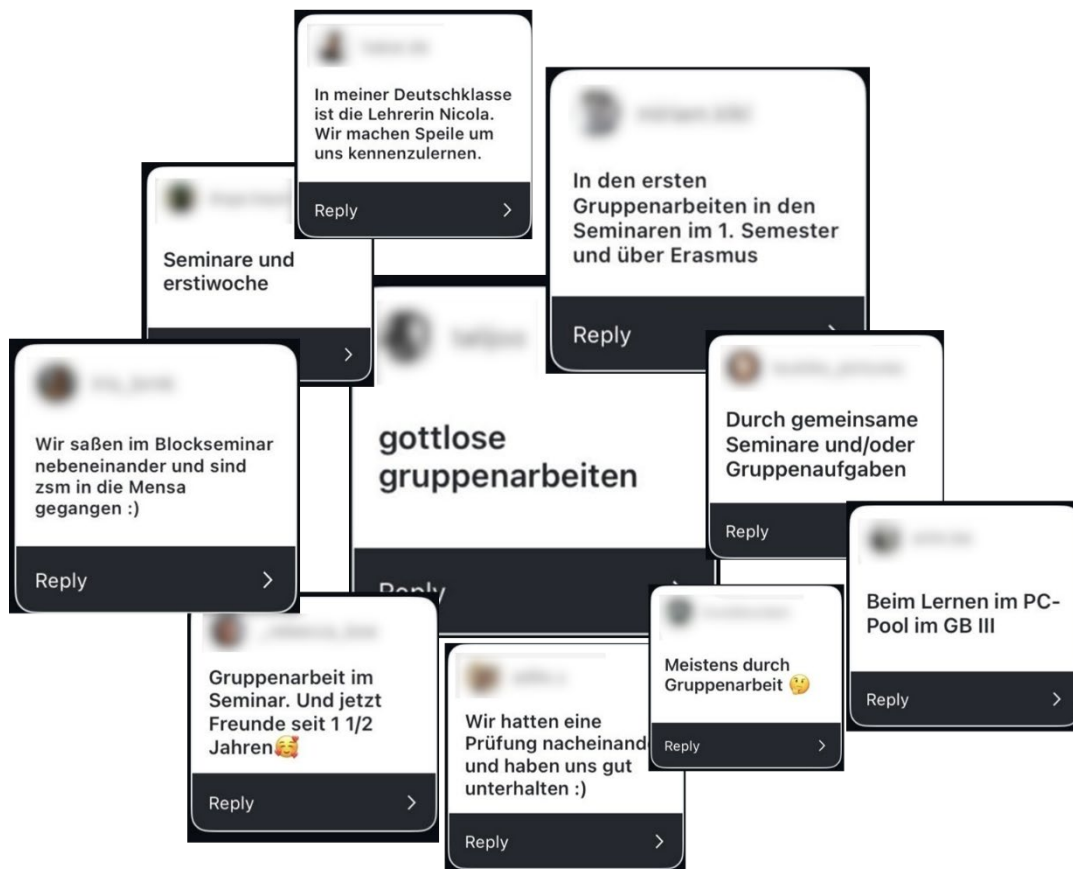 In meiner Deutschklasse
ist die Lehrerin Nicola.
Wir machen Speile um
uns kennenzulernen.
Reply
In den ersten
Gruppenarbeiten in den
Seminaren im 1. Semester
und über Erasmus
Reply
Seminare und
erstiwoche
gottlose
gruppenarbeiten
Reply
Wir saßen im Blockseminar
nebeneinander und sind
zsm in die Mensa
gegangen :)
Reply
Durch gemeinsame
Seminare und/oder
Gruppenaufgaben
Reply
Beim Lernen im PC-
Pool im GB III
Reply
Gruppenarbeit im
Seminar. Und jetzt
Freunde seit 1 1/2
Jahren🥰
Reply
Wir hatten eine
Prüfung nacheinand
und haben uns gut
unterhalten :)
Reply
Meistens durch
Gruppenarbeit 🤔
Reply